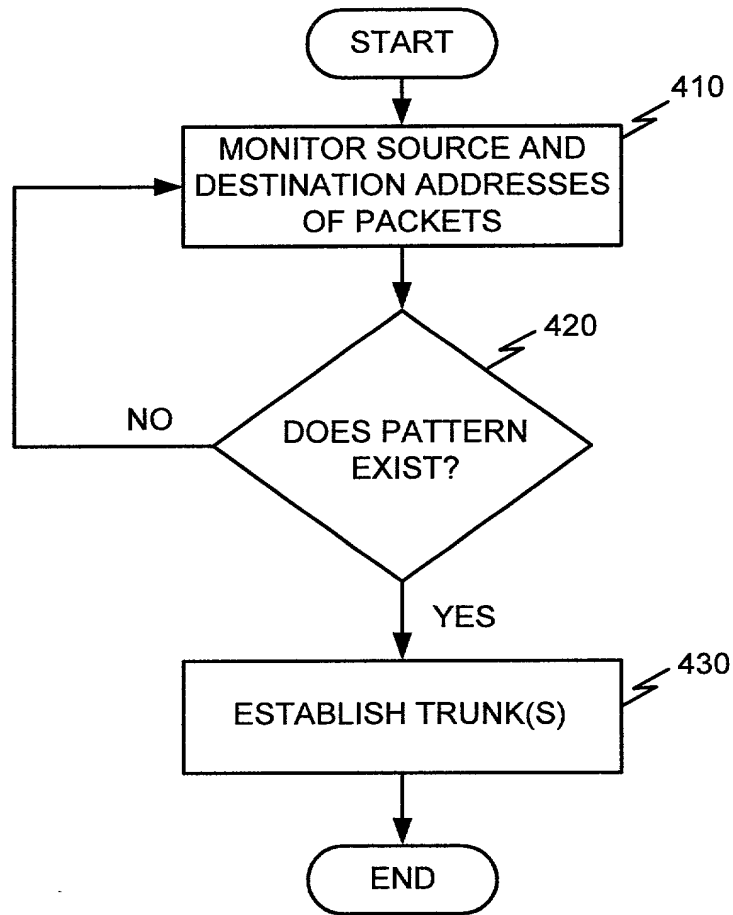 START
410
MONITOR SOURCE AND
DESTINATION ADDRESSES
OF PACKETS
420
NO
DOES PATTERN
EXIST?
YES
430
ESTABLISH TRUNK(S)
END